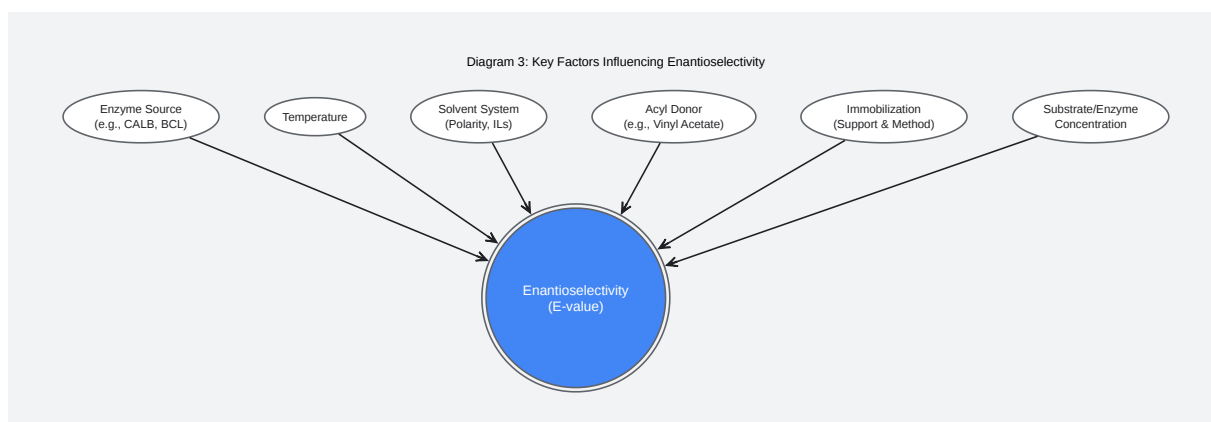 Diagram 3: Key Factors Influencing Enantioselectivity
Enzyme Source
(e.g., CALB, BCL)
Temperature
Solvent System
(Polarity, ILs)
Acyl Donor
(e.g., Vinyl Acetate)
Immobilization
(Support & Method)
Substrate/Enzyme
Concentration
Enantioselectivity
(E-value)